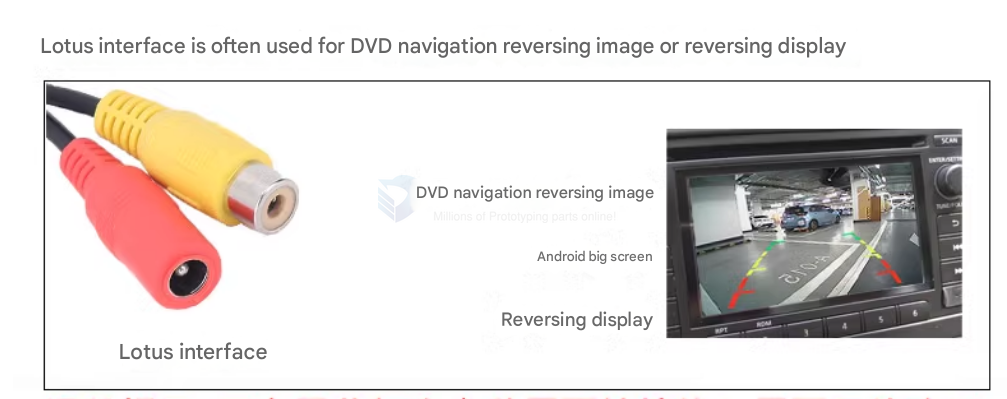 Lotus interface is often used for DVD navigation reversing image or reversing display
DVD navigation reversing image
Millions of Prototyping parts online!
Android big screen
Reversing display
Lotus interface
SCAN
RPT
RDM
3
4
5
6